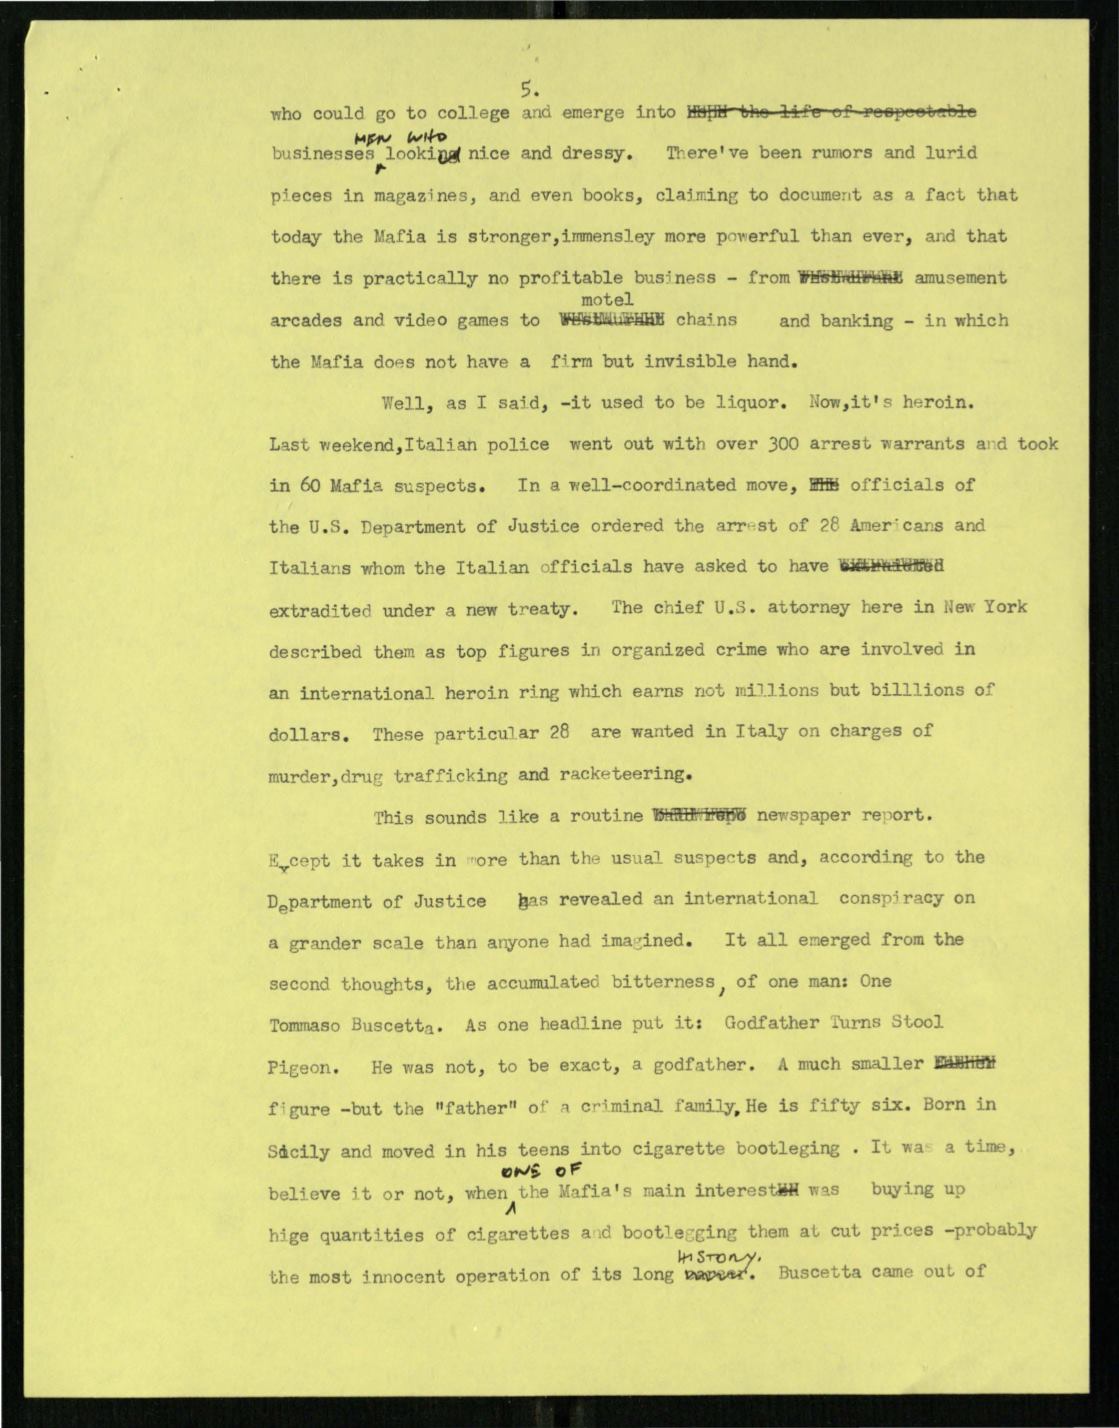 5.
who could go to college and emerge into the life of respectable
MEN WHO
businesses looking nice and dressy. There've been rumors and lurid
pieces in magazines, and even books, claiming to document as a fact that
today the Mafia is stronger,immensley more powerful than ever, and that
there is practically no profitable business - from amusement
motel
arcades and video games to chains and banking - in which
the Mafia does not have a firm but invisible hand.
Well, as I said, -it used to be liquor. Now,it's heroin.
Last weekend,Italian police went out with over 300 arrest warrants and took
in 60 Mafia suspects. In a well-coordinated move, officials of
the U.S. Department of Justice ordered the arrest of 28 Americans and
Italians whom the Italian officials have asked to have
extradited under a new treaty. The chief U.S. attorney here in New York
described them as top figures in organized crime who are involved in
an international heroin ring which earns not millions but billlions of
dollars. These particular 28 are wanted in Italy on charges of
murder,drug trafficking and racketeering.
This sounds like a routine newspaper report.
Except it takes in more than the usual suspects and, according to the
Department of Justice has revealed an international conspiracy on
a grander scale than anyone had imagined. It all emerged from the
second thoughts, the accumulated bitterness, of one man: One
Tommaso Buscetta. As one headline put it: Godfather Turns Stool
Pigeon. He was not, to be exact, a godfather. A much smaller
figure -but the "father" of a criminal family. He is fifty six. Born in
Sicily and moved in his teens into cigarette bootleging . It was a time,
ONE OF
believe it or not, when the Mafia's main interest was buying up
hige quantities of cigarettes and bootlegging them at cut prices -probably
HISTORY.
the most innocent operation of its long . Buscetta came out of